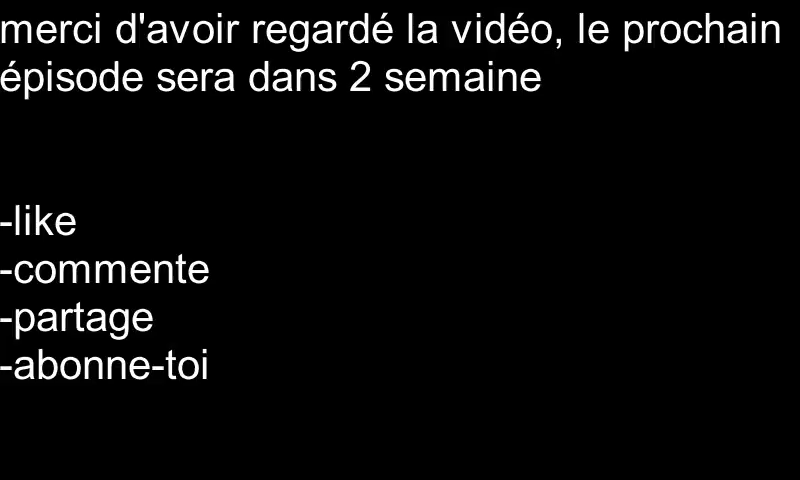 merci d'avoir regardé la vidéo, le prochain
épisode sera dans 2 semaine
-like
-commente
-partage
-abonne-toi